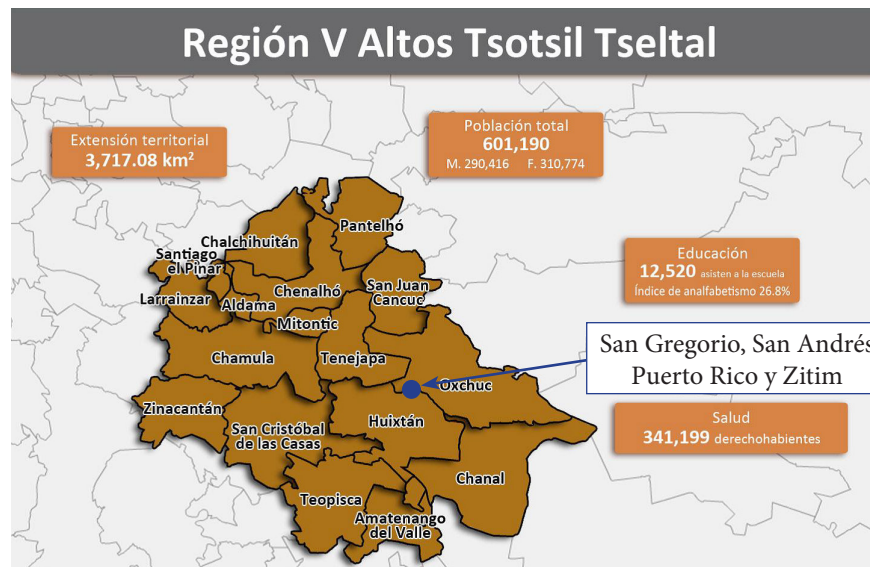 Región V Altos Tsotsil Tseltal
Extensión territorial
3,717.08 km²
Población total
601,190
M. 290,416 F. 310,774
Pantelhó
Chalchihuitán
Santiago
el Pinar
Larrainzar
Aldama
Chenalhó
San Juan
Cancuc
Mitontic
Chamula
Tenejapa
Oxchuc
Zinacantán
San Cristóbal
de las Casas
Huixtán
Chanal
Teopisca
Amatenango
del Valle
Educación
12,520 asisten a la escuela
Índice de analfabetismo 26.8%
San Gregorio, San Andrés
Puerto Rico y Zitim
Salud
341,199 derechohabientes